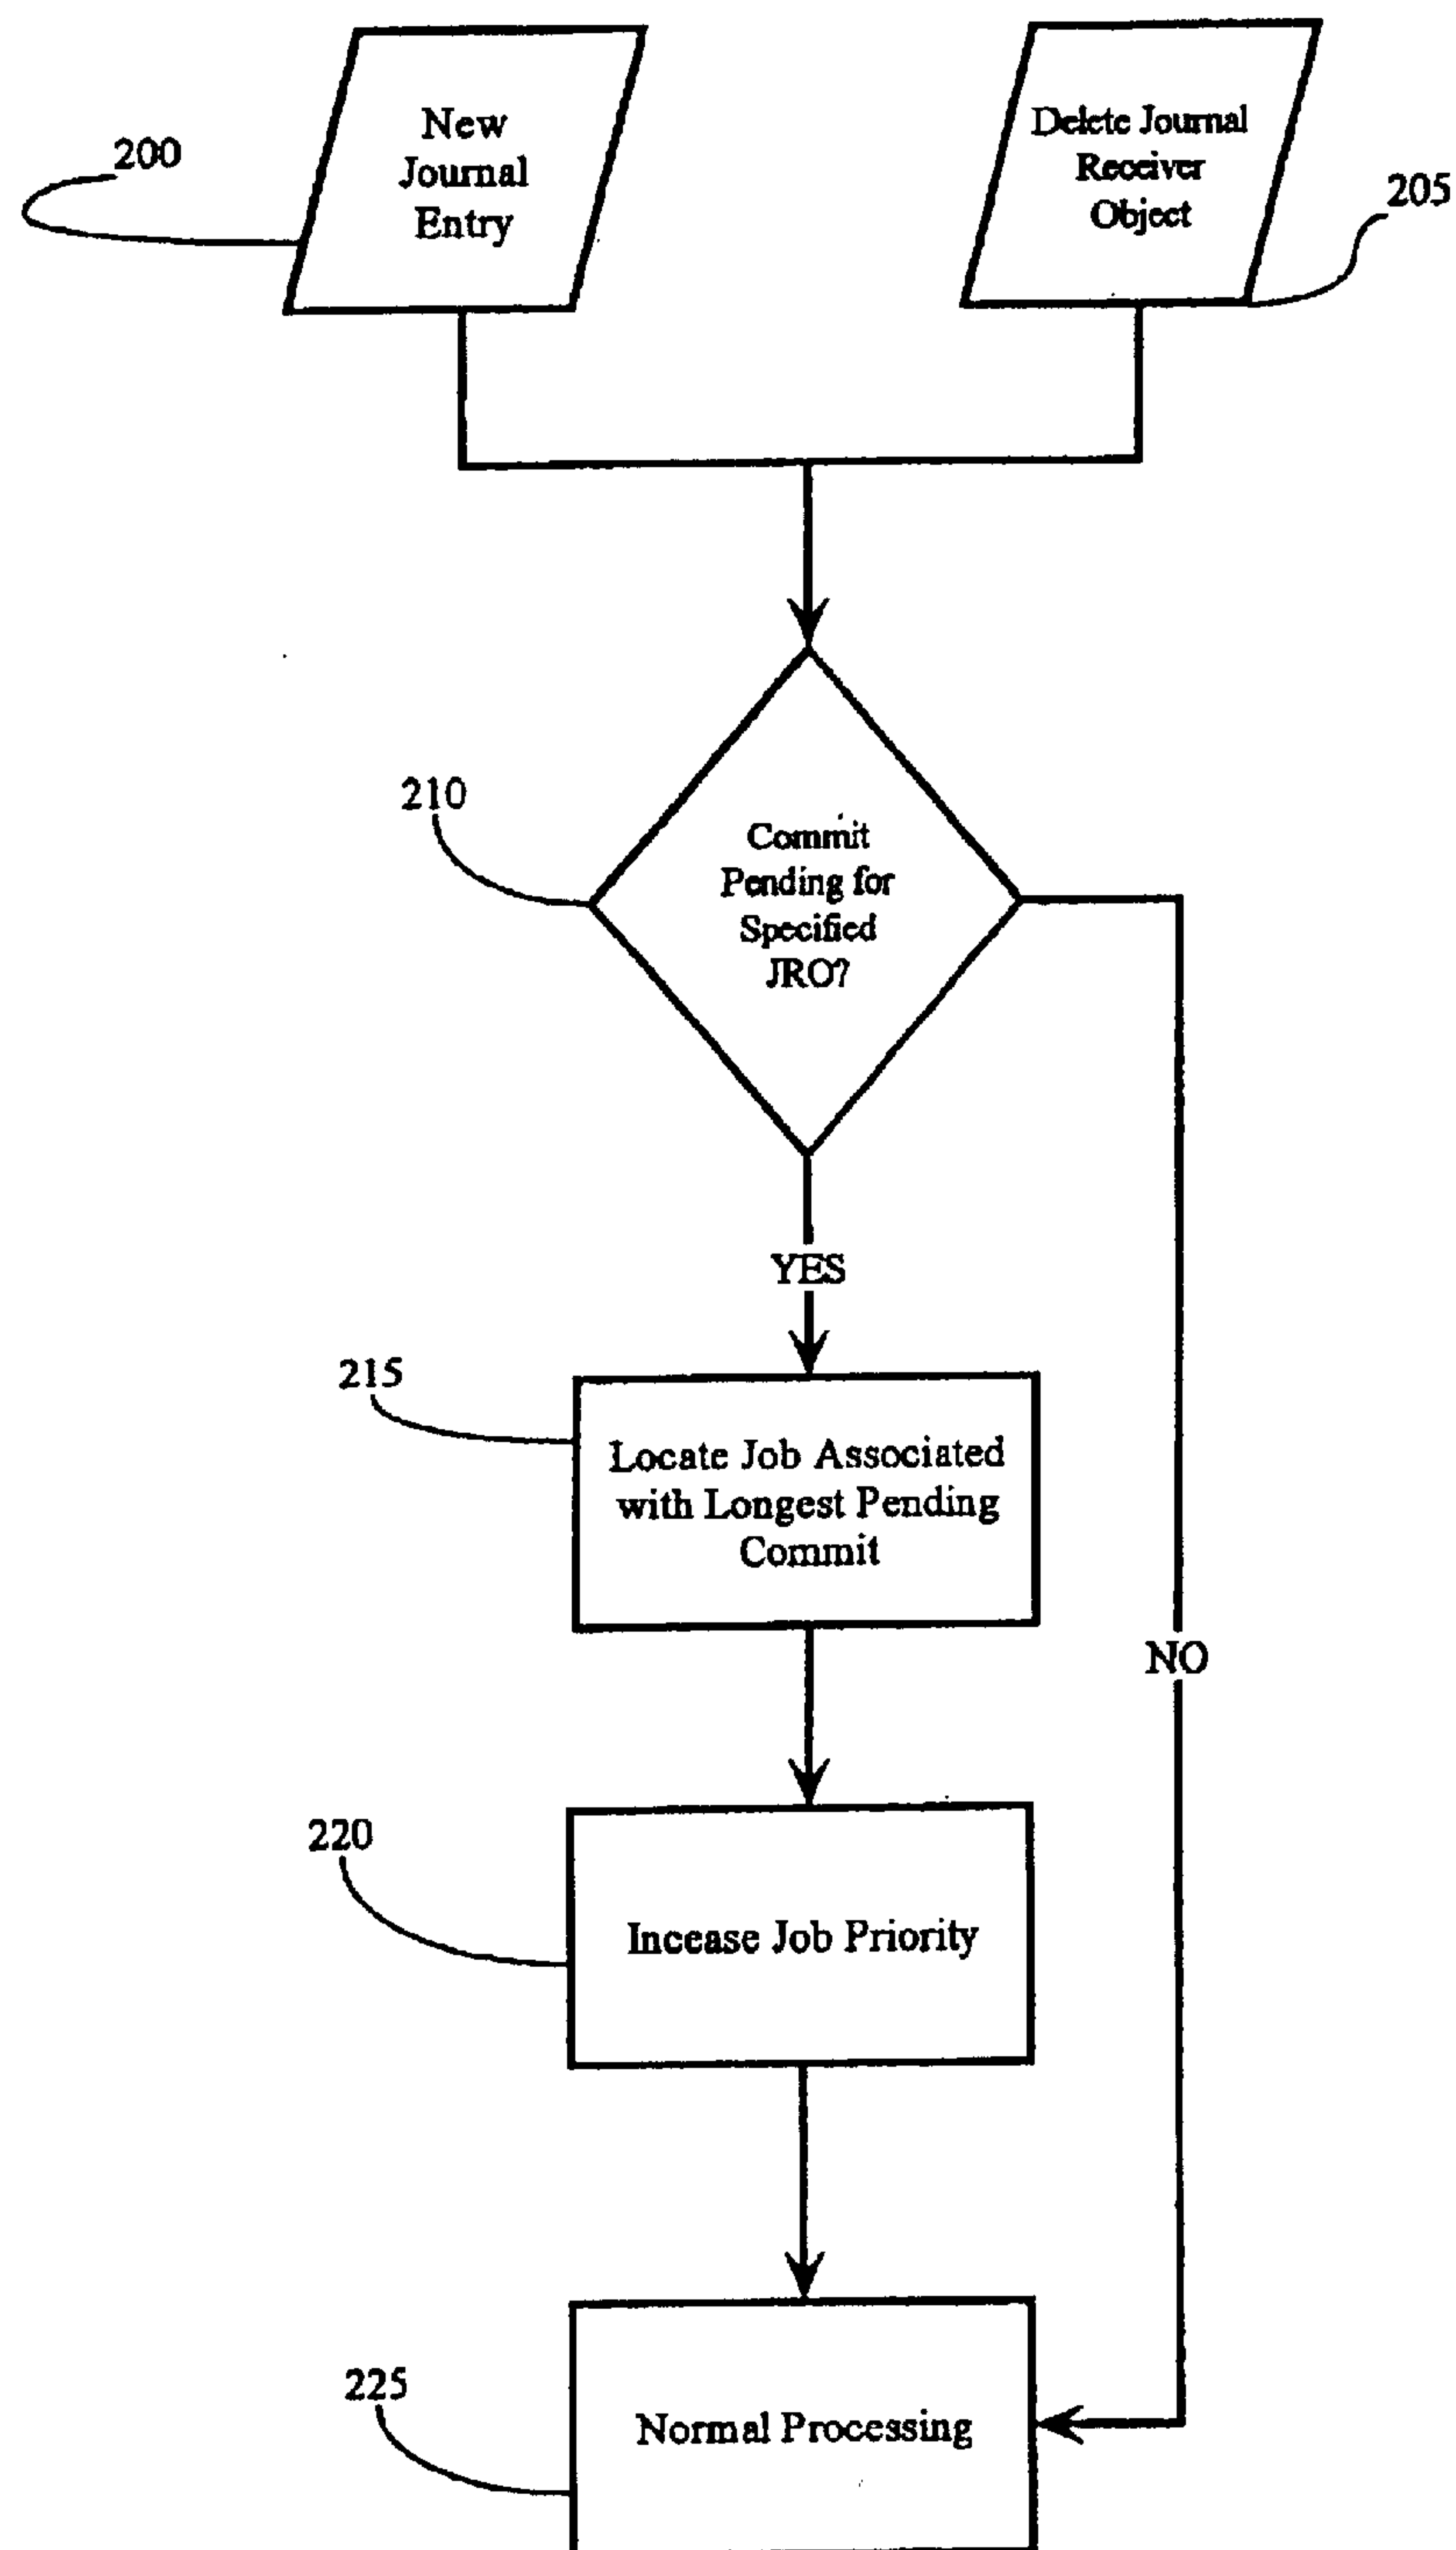 200
New
Journal
Entry
Delete Journal
Receiver
Object
205
210
Commit
Pending for
Specified
JRO?
YES
215
Locate Job Associated
with Longest Pending
Commit
NO
220
Incease Job Priority
225
Normal Processing